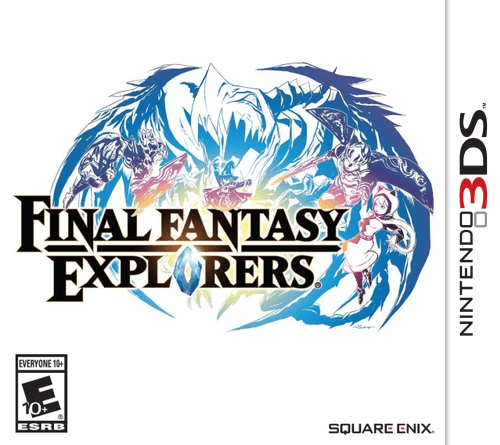 NINTENDO 3DS
FINAL FANTASY
EXPLORERS®
EVERYONE 10+
E
10+
ESRB
SQUARE ENIX®